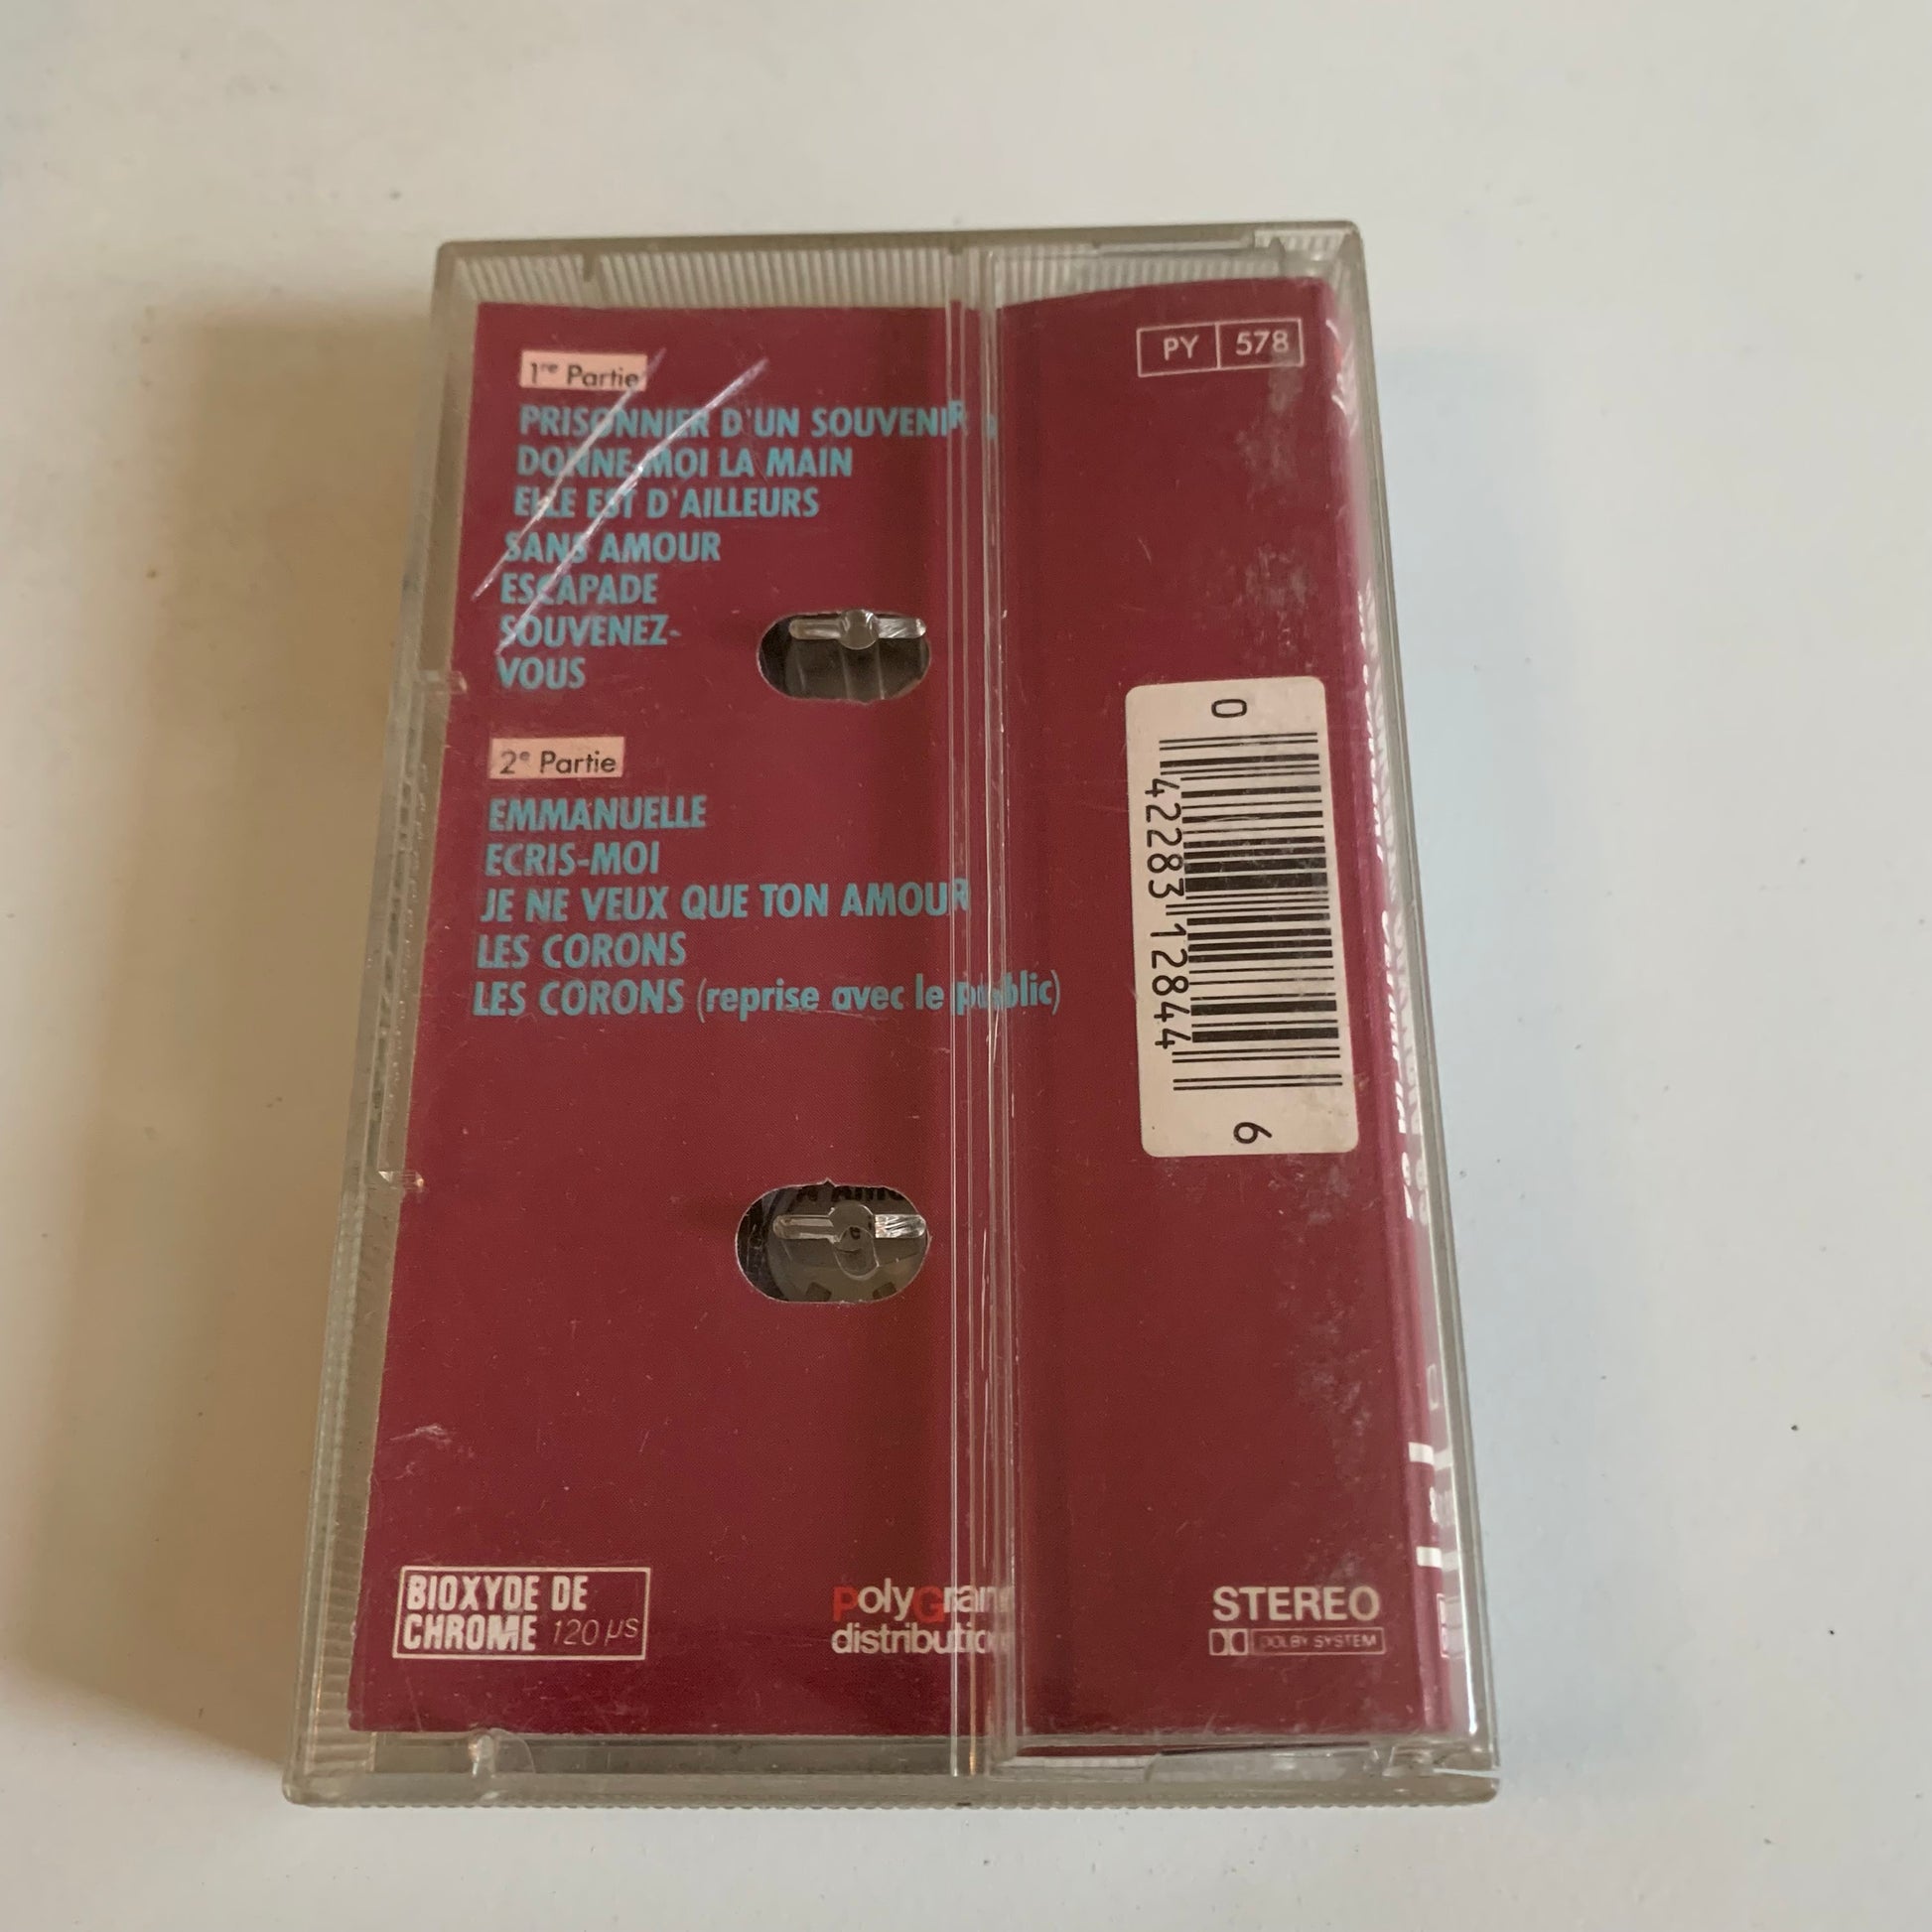 1re Partie
PRISONNIER D'UN SOUVENIR
DONNE-MOI LA MAIN
ELLE EST D'AILLEURS
SANS AMOUR
ESCAPADE
SOUVENEZ-
VOUS
2e Partie
EMMANUELLE
ECRIS-MOI
JE NE VEUX QUE TON AMOUR
LES CORONS
LES CORONS (reprise avec le public)
BIOXYDE DE
CHROME 120 µs
PolyGram
distribution
PY 578
0 42283 12844 6
STEREO
DOLBY SYSTEM